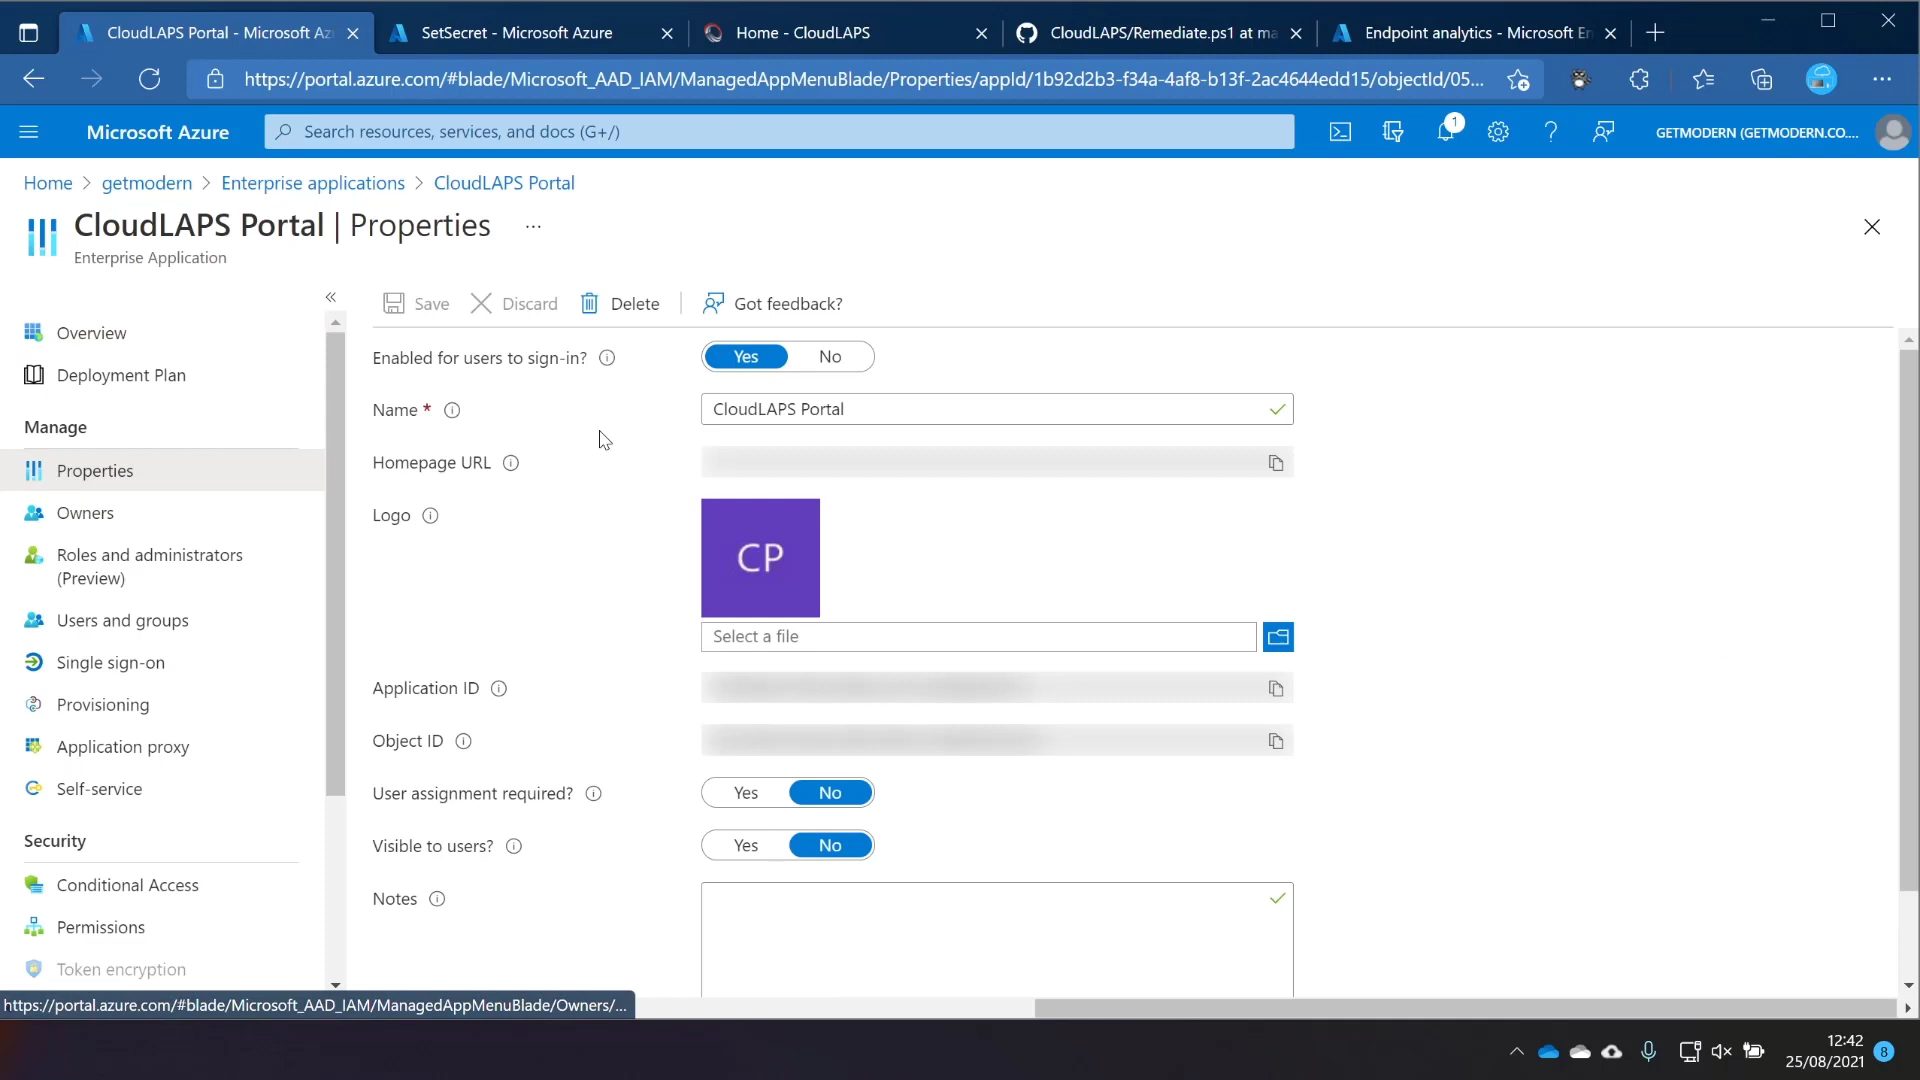 CloudLAPS Portal - Microsoft Az
SetSecret - Microsoft Azure
Home - CloudLAPS
CloudLAPS/Remediate.ps1 at ma
Endpoint analytics - Microsoft En
https://portal.azure.com/#blade/Microsoft_AAD_IAM/ManagedAppMenuBlade/Properties/appId/1b92d2b3-f34a-4af8-b13f-2ac4644edd15/objectId/05...
Microsoft Azure
Search resources, services, and docs (G+/)
1
GETMODERN (GETMODERN.CO....
Home > getmodern > Enterprise applications > CloudLAPS Portal
CloudLAPS Portal | Properties ...
Enterprise Application
Save
Discard
Delete
Got feedback?
Overview
Deployment Plan
Manage
Properties
Owners
Roles and administrators
(Preview)
Users and groups
Single sign-on
Provisioning
Application proxy
Self-service
Security
Conditional Access
Permissions
Token encryption
Enabled for users to sign-in?
Yes No
Name *
CloudLAPS Portal
Homepage URL
Logo
CP
Select a file
Application ID
Object ID
User assignment required?
Yes No
Visible to users?
Yes No
Notes
https://portal.azure.com/#blade/Microsoft_AAD_IAM/ManagedAppMenuBlade/Owners/...
12:42
25/08/2021
8